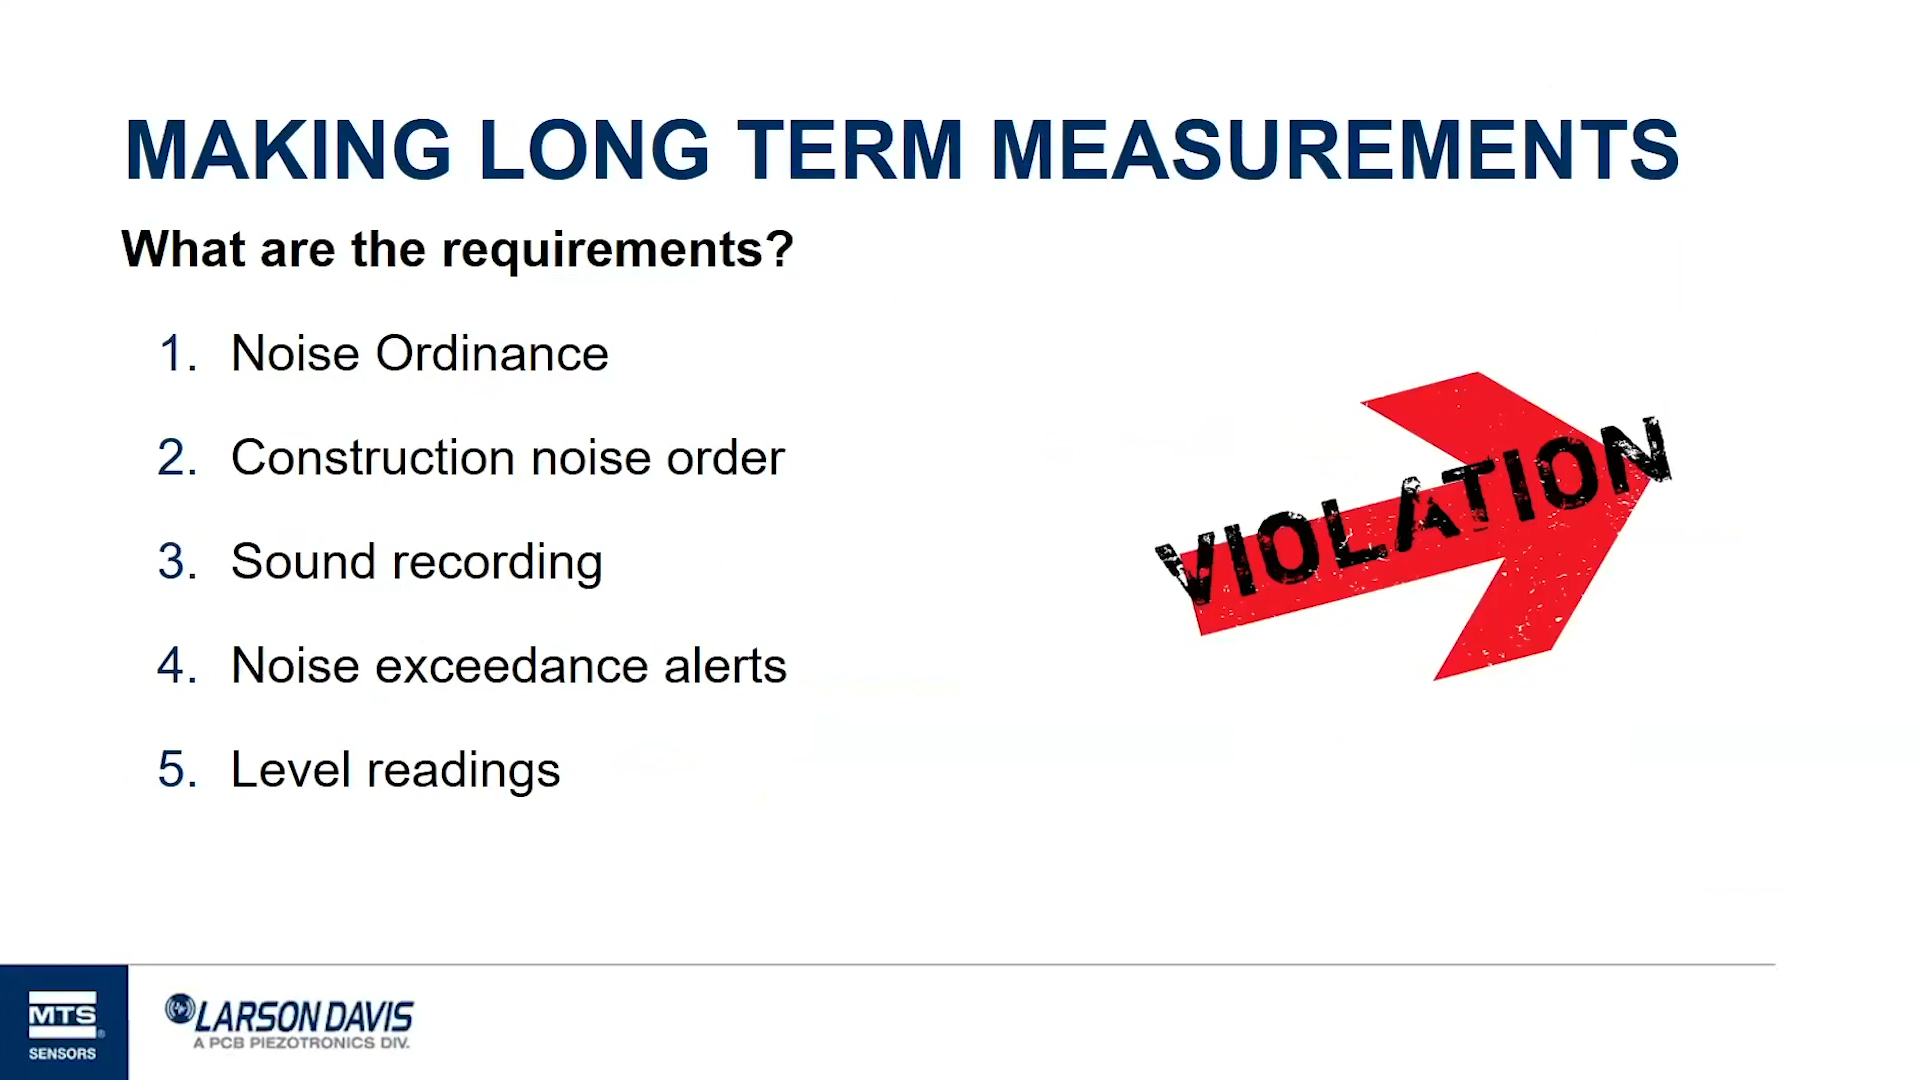 MAKING LONG TERM MEASUREMENTS
What are the requirements?
1. Noise Ordinance
2. Construction noise order
3. Sound recording
4. Noise exceedance alerts
5. Level readings
VIOLATION
MTS®
SENSORS
LARSON DAVIS
A PCB PIEZOTRONICS DIV.